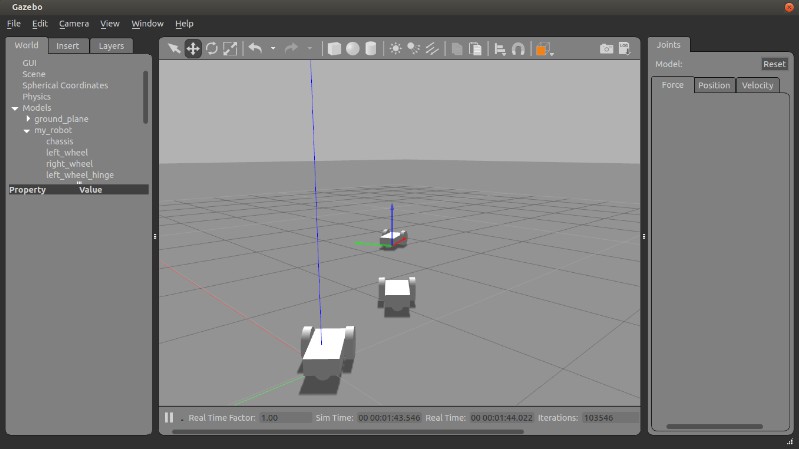 Gazebo
File Edit Camera View Window Help
World Insert Layers
GUI
Scene
Spherical Coordinates
Physics
Models
ground_plane
my_robot
chassis
left_wheel
right_wheel
left_wheel_hinge
Property Value
Joints
Model: Reset
Force Position Velocity
Real Time Factor: 1.00 Sim Time: 00 00:01:43.546 Real Time: 00 00:01:44.022 Iterations: 103546